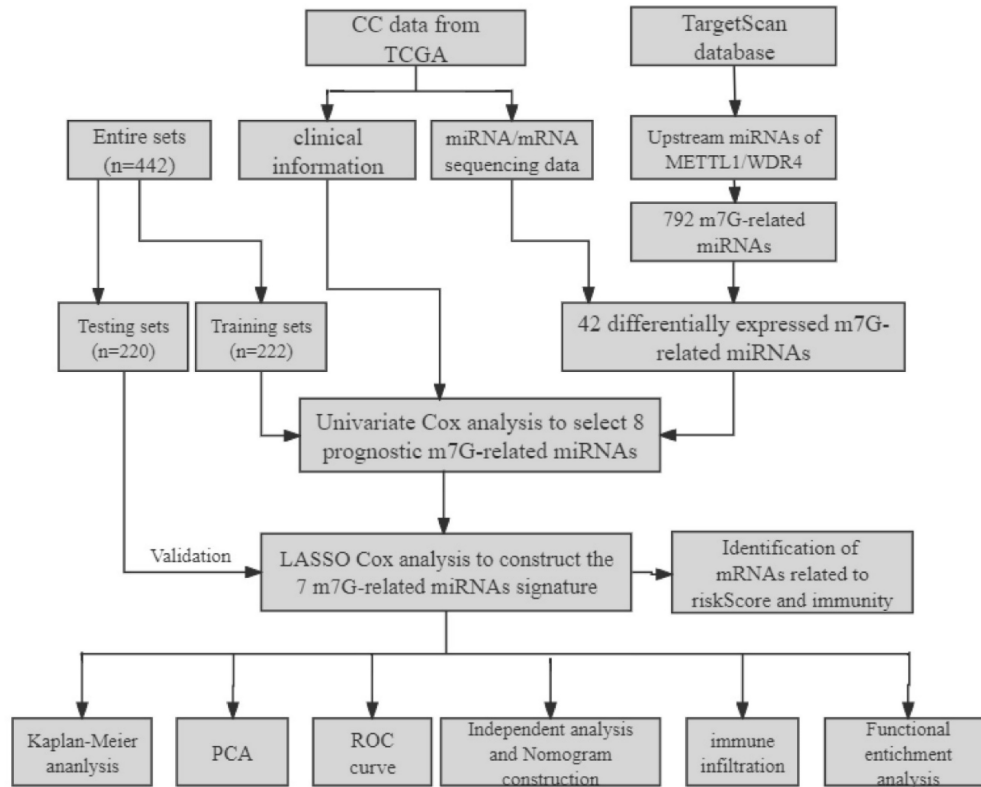 CC data from
TCGA
TargetScan
database
Entire sets
(n=442)
clinical
information
miRNA/mRNA
sequencing data
Upstream miRNAs of
METTL1/WDR4
792 m7G-related
miRNAs
Testing sets
(n=220)
Training sets
(n=222)
42 differentially expressed m7G-
related miRNAs
Univariate Cox analysis to select 8
prognostic m7G-related miRNAs
Validation
LASSO Cox analysis to construct the
7 m7G-related miRNAs signature
Identification of
mRNAs related to
riskScore and immunity
Kaplan-Meier
ananlysis
PCA
ROC
curve
Independent analysis
and Nomogram
construction
immune
infiltration
Functional
entichment
analysis